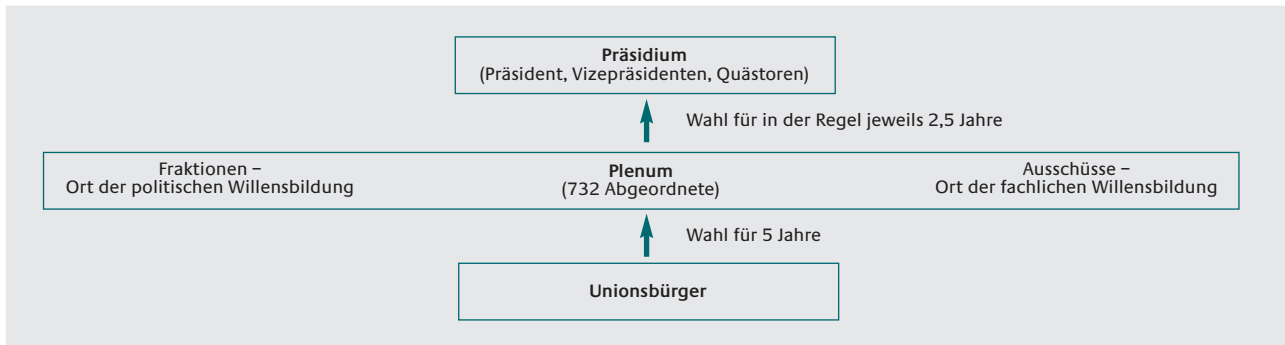 Präsidium
(Präsident, Vizepräsidenten, Quästoren)
Wahl für in der Regel jeweils 2,5 Jahre
Fraktionen –
Ort der politischen Willensbildung
Plenum
(732 Abgeordnete)
Ausschüsse –
Ort der fachlichen Willensbildung
Wahl für 5 Jahre
Unionsbürger